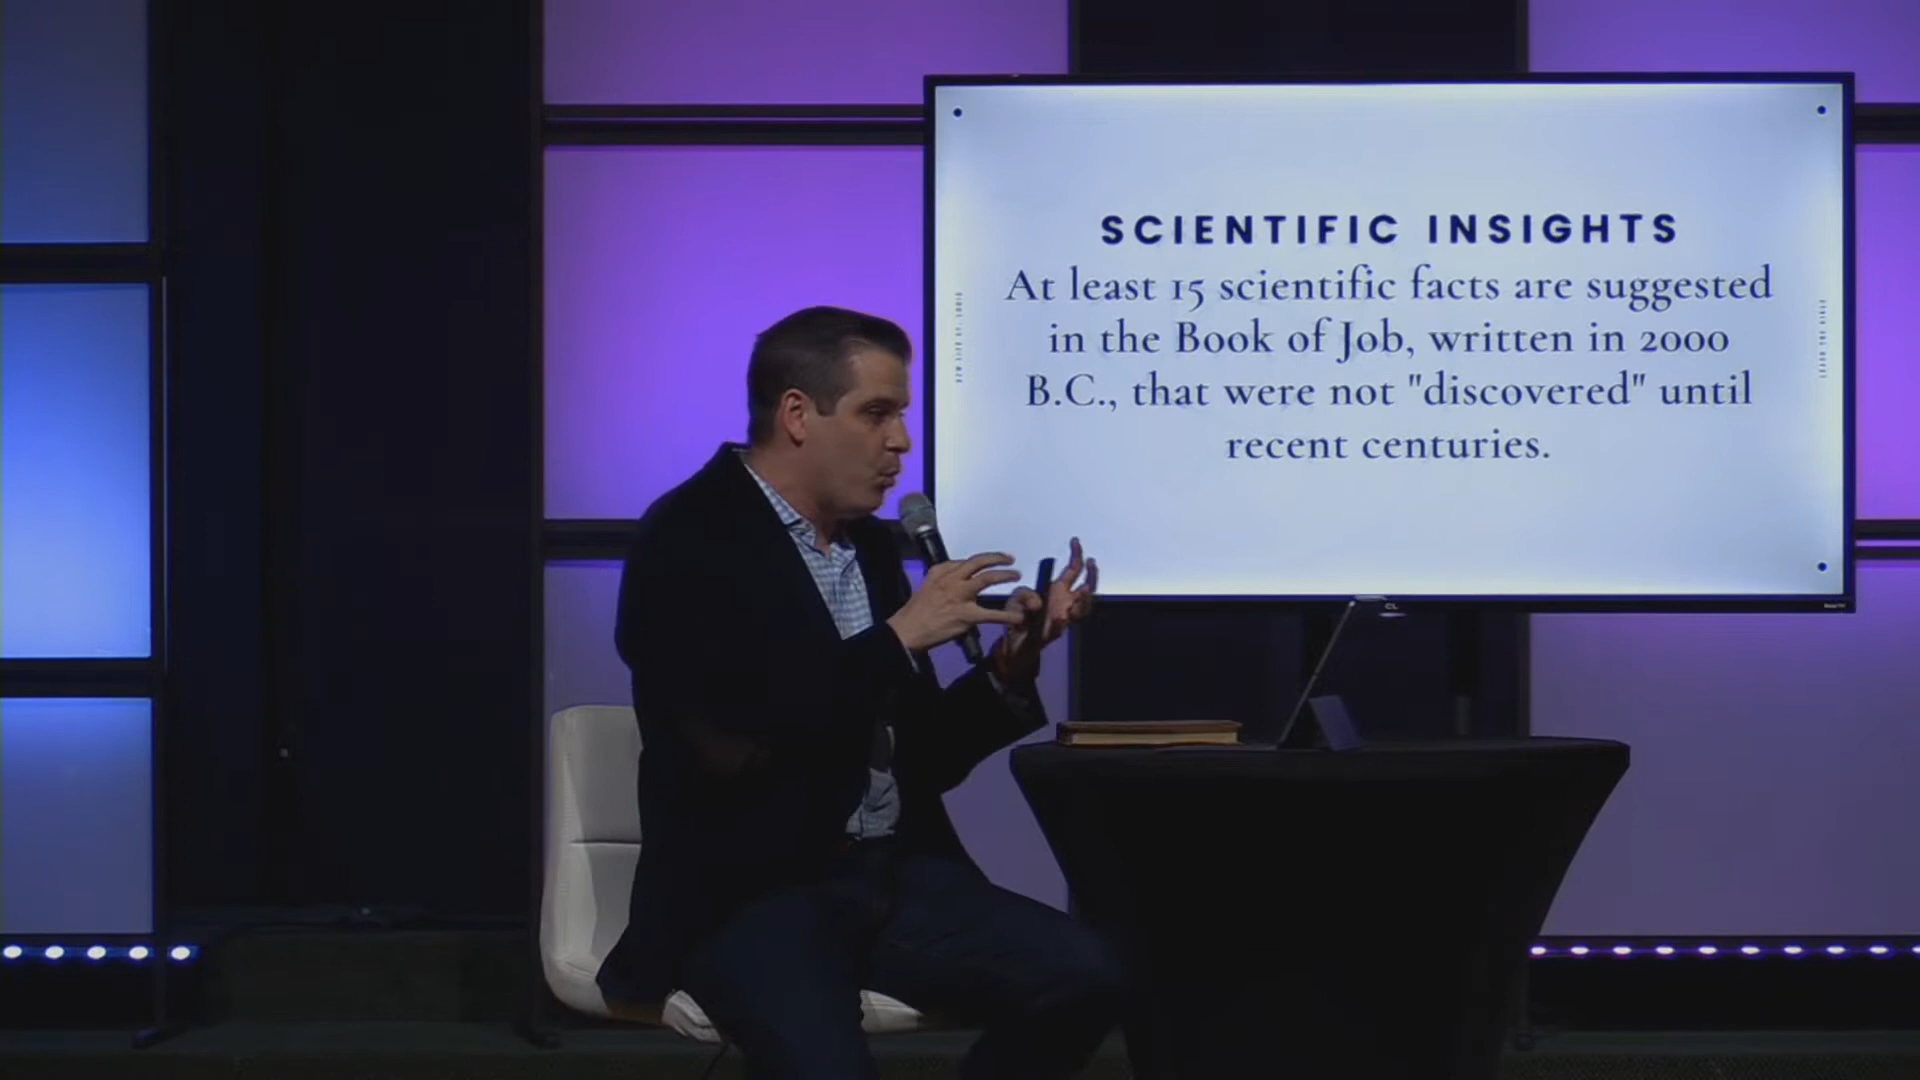 SCIENTIFIC INSIGHTS
At least 15 scientific facts are suggested
in the Book of Job, written in 2000
B.C., that were not "discovered" until
recent centuries.